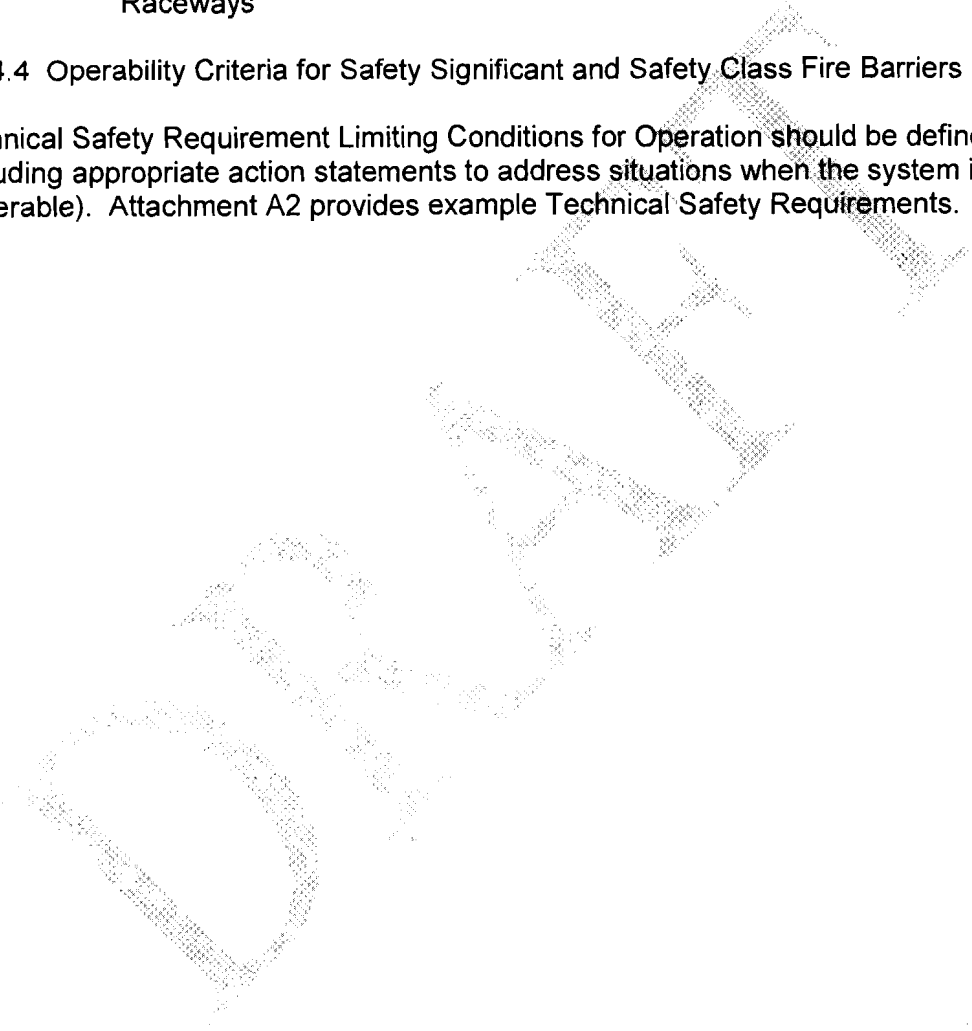 Raceways
.4 Operability Criteria for Safety Significant and Safety Class Fire Barriers
Technical Safety Requirement Limiting Conditions for Operation should be define
uding appropriate action statements to address situations when the system i
erable). Attachment A2 provides example Technical Safety Requirements.
DRAFT